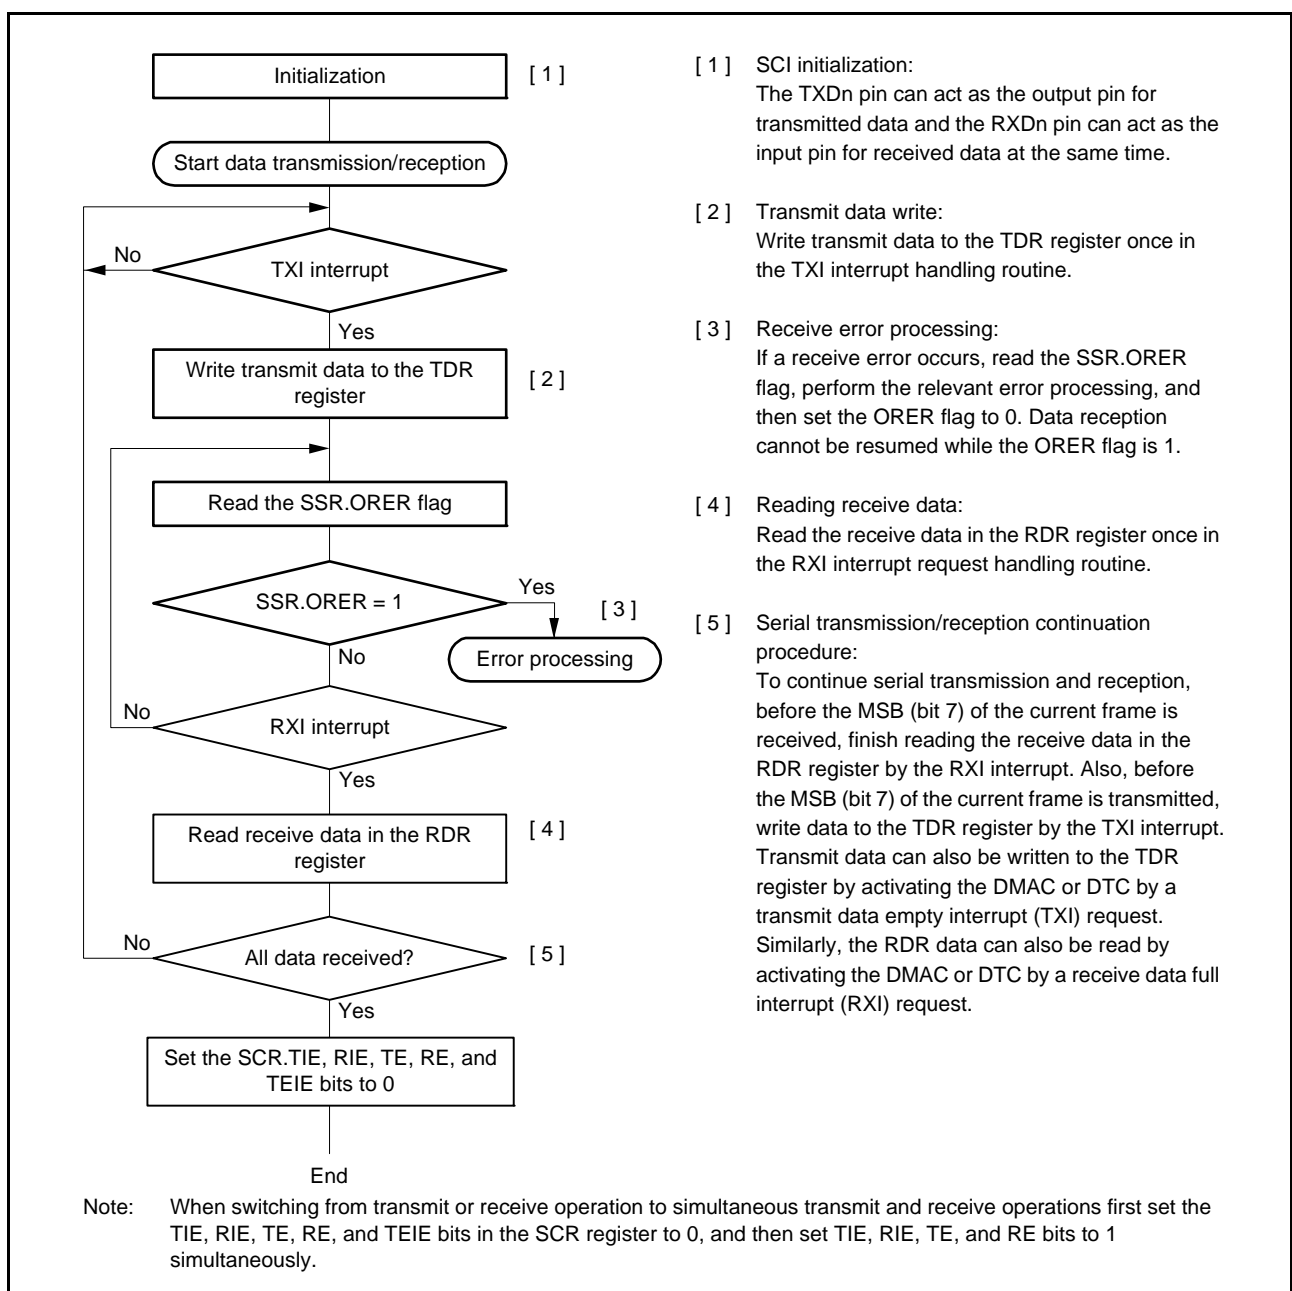 Initialization
[ 1 ]
Start data transmission/reception
No
TXI interrupt
Yes
Write transmit data to the TDR
register
[ 2 ]
Read the SSR.ORER flag
SSR.ORER = 1
Yes
[ 3 ]
Error processing
No
RXI interrupt
No
Yes
Read receive data in the RDR
register
[ 4 ]
No
All data received?
[ 5 ]
Yes
Set the SCR.TIE, RIE, TE, RE, and
TEIE bits to 0
End
[ 1 ] SCI initialization:
The TXDn pin can act as the output pin for
transmitted data and the RXDn pin can act as the
input pin for received data at the same time.
[ 2 ] Transmit data write:
Write transmit data to the TDR register once in
the TXI interrupt handling routine.
[ 3 ] Receive error processing:
If a receive error occurs, read the SSR.ORER
flag, perform the relevant error processing, and
then set the ORER flag to 0. Data reception
cannot be resumed while the ORER flag is 1.
[ 4 ] Reading receive data:
Read the receive data in the RDR register once in
the RXI interrupt request handling routine.
[ 5 ] Serial transmission/reception continuation
procedure:
To continue serial transmission and reception,
before the MSB (bit 7) of the current frame is
received, finish reading the receive data in the
RDR register by the RXI interrupt. Also, before
the MSB (bit 7) of the current frame is transmitted,
write data to the TDR register by the TXI interrupt.
Transmit data can also be written to the TDR
register by activating the DMAC or DTC by a
transmit data empty interrupt (TXI) request.
Similarly, the RDR data can also be read by
activating the DMAC or DTC by a receive data full
interrupt (RXI) request.
Note: When switching from transmit or receive operation to simultaneous transmit and receive operations first set the
TIE, RIE, TE, RE, and TEIE bits in the SCR register to 0, and then set TIE, RIE, TE, and RE bits to 1
simultaneously.